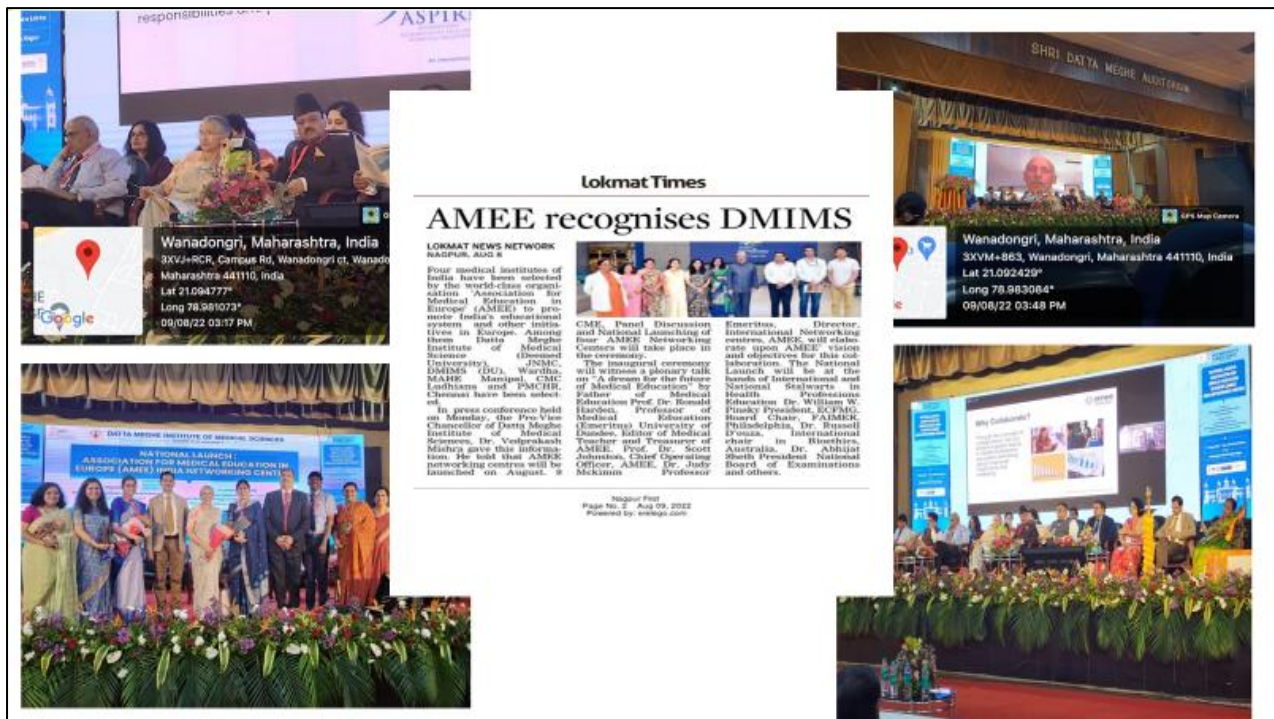 responsibilities
ASPIRE
Wanadongri, Maharashtra, India
3XVJ+RCR, Campus Rd, Wanadongri ct, Wanado
Maharashtra 441110, India
Lat 21.094777°
Long 78.981073°
09/08/22 03:17 PM
Google
SHRI DATTA MEGHE AUDITORIUM
GPS Map Camera
Wanadongri, Maharashtra, India
3XVM+863, Wanadongri, Maharashtra 441110, India
Lat 21.092429°
Long 78.983064°
09/08/22 03:48 PM
Lokmat Times
AMEE recognises DMIMS
LOKMAT NEWS NETWORK
NAGPUR, AUG 8
Four medical institutes of
India have been selected
by the world-class organi-
sation 'Association for
Medical Education in
Europe' (AMEE) to pro-
mote India's educational
system and other initia-
tives in Europe. Among
them Datta Meghe
Institute of Medical
Science (Deemed
University), JNMC,
DMIMS (DU), Wardha,
MAHE Manipal, CMC
Ludhiana and PMCHR,
Chennai have been select-
ed.
In press conference held
on Monday, the Pro-Vice
Chancellor of Datta Meghe
Institute of Medical
Sciences, Dr. Vedprakash
Mishra gave this informa-
tion. He told that AMEE
networking centres will be
launched on August. 8
CME, Panel Discussion
and National Launching of
four AMEE Networking
Centers will take place in
the ceremony.
The inaugural ceremony
will witness a plenary talk
on "A dream for the future
of Medical Education" by
Father of Medical
Education Prof. Dr. Ronald
Harden, Professor of
Medical Education
(Emeritus) University of
Dundee, Editor of Medical
Teacher and Treasurer of
AMEE. Prof. Dr. Scott
Johnston, Chief Operating
Officer, AMEE, Dr. Judy
Mckimm Professor
Emeritus, Director,
International Networking
centres, AMEE, will elabo-
rate upon AMEE' vision
and objectives for this col-
laboration. The National
Launch will be at the
hands of International and
National Stalwarts in
Health Professions
Education Dr. William W.
Pinsky President, ECFMG,
Board Chair, FAIMER,
Philadelphia, Dr. Russell
D'ouza, International
chair in Bioethics,
Australia, Dr. Abhijat
Sheth President National
Board of Examinations
and others.
Nagpur First
Page No. 2 Aug 09, 2022
Powered by: erelego.com
DATTA MEGHE INSTITUTE OF MEDICAL SCIENCES
NATIONAL LAUNCH :
ASSOCIATION FOR MEDICAL EDUCATION IN
EUROPE (AMEE) INDIA NETWORKING CENT
Why Collaborate?